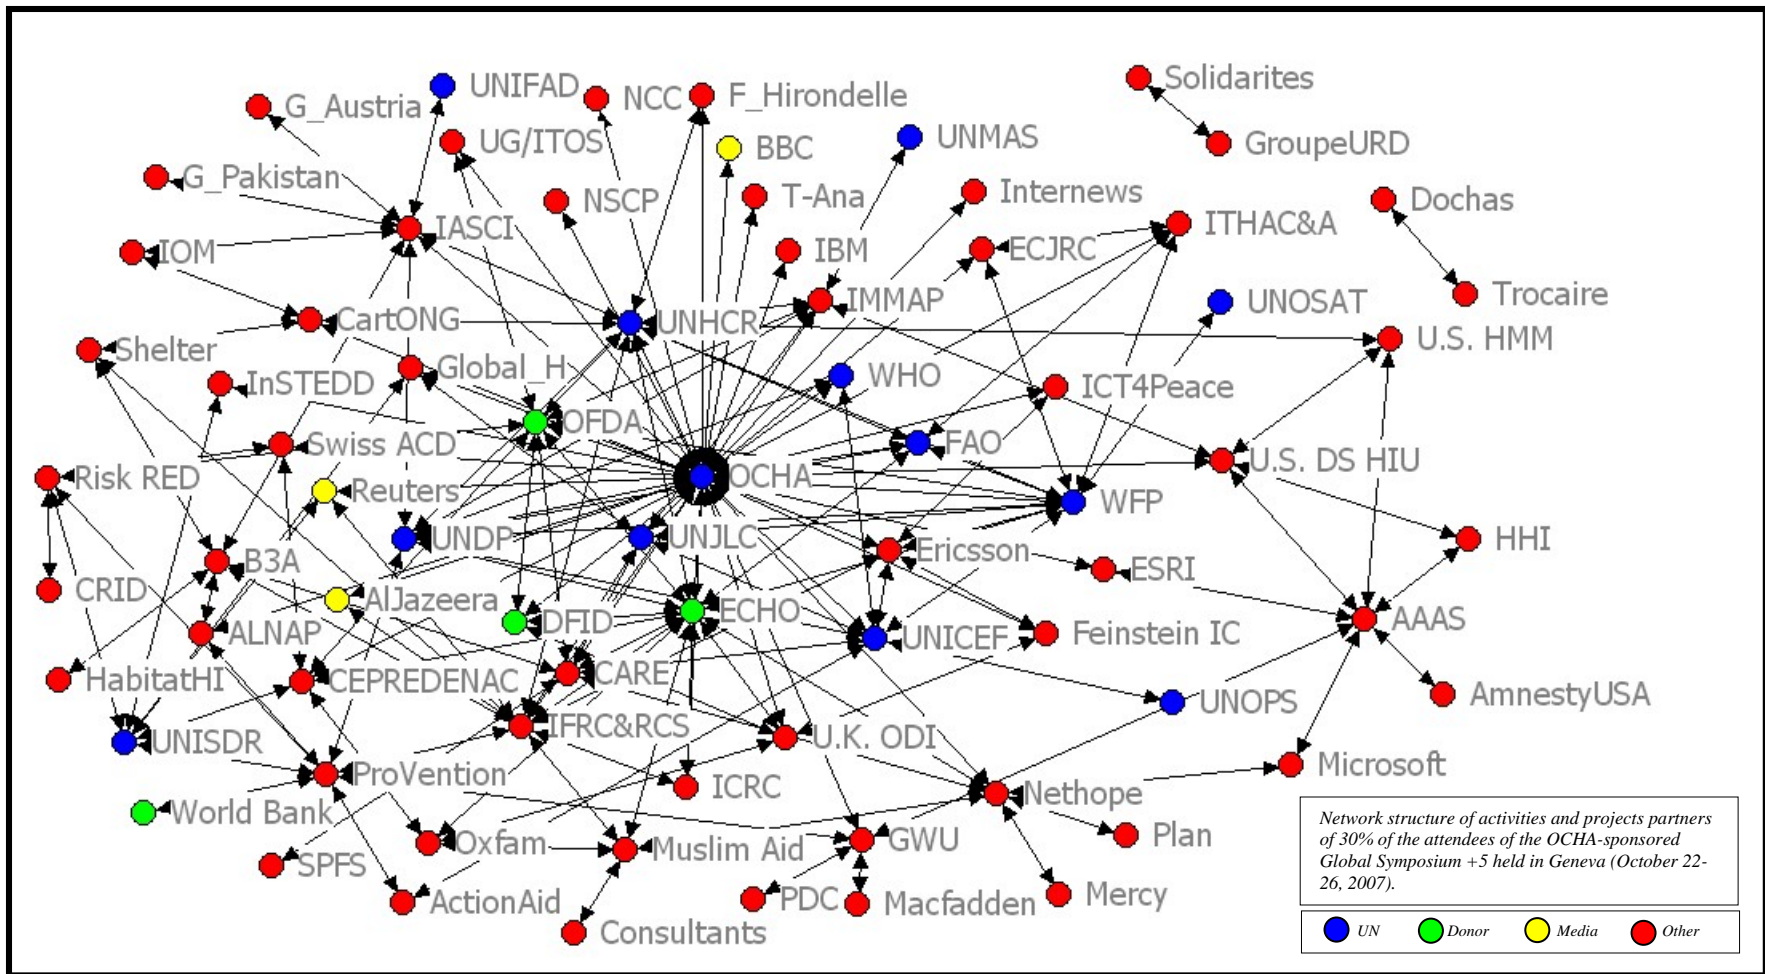 Solidarites
UNIFAD
NCC
F_Hirondelle
G_Austria
UG/ITOS
BBC
UNMAS
GroupeURD
G_Pakistan
NSCP
T-Ana
Internews
Dochas
IASCI
ITHAC&A
IOM
IBM
ECJRC
IMMAP
UNOSAT
Trocaire
CartONG
UNHCR
U.S. HMM
Shelter
Global_H
InSTEDD
WHO
ICT4Peace
OFDA
Swiss ACD
FAO
U.S. DS HIU
Risk RED
Reuters
OCHA
WFP
UNDP
UNJLC
HHI
B3A
Ericsson
ESRI
CRID
AlJazeera
DFID
ECHO
AAAS
ALNAP
UNICEF
Feinstein IC
HabitatHI
CEPREDENAC
CARE
UNOPS
AmnestyUSA
UNISDR
IFRC&RCS
U.K. ODI
ProVention
ICRC
Nethope
Microsoft
World Bank
Oxfam
Muslim Aid
GWU
Plan
SPFS
ActionAid
PDC
Macfadden
Mercy
Consultants
Network structure of activities and projects partners
of 30% of the attendees of the OCHA-sponsored
Global Symposium +5 held in Geneva (October 22-
26, 2007).
UN Donor Media Other